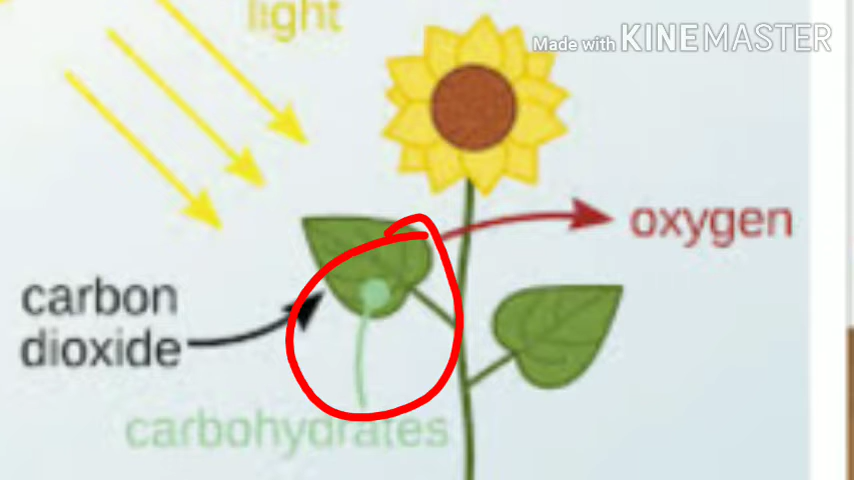 light
Made with KINEMASTER
oxygen
carbon
dioxide
carbohydrates